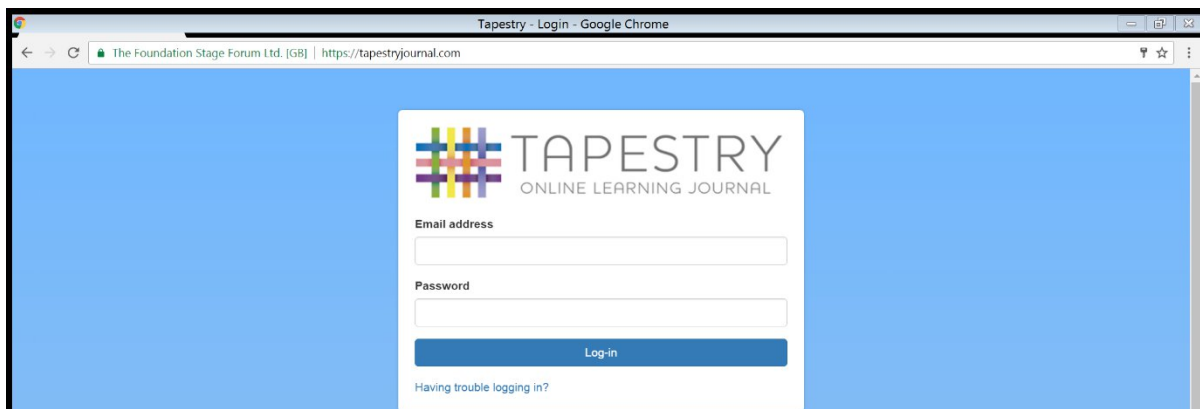 Tapestry - Login - Google Chrome
The Foundation Stage Forum Ltd. [GB] | https://tapestryjournal.com
TAPESTRY
ONLINE LEARNING JOURNAL
Email address
Password
Log-in
Having trouble logging in?